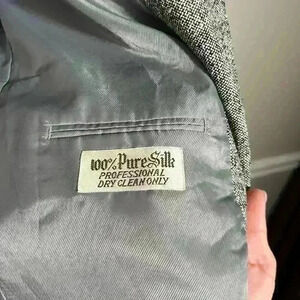 100% Pure Silk
PROFESSIONAL
DRY CLEAN ONLY